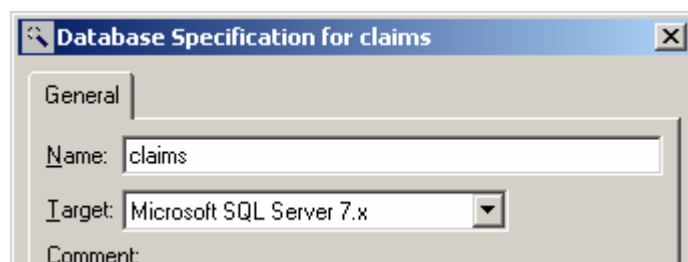 Database Specification for claims
General
Name: claims
Target: Microsoft SQL Server 7.x
Comment: